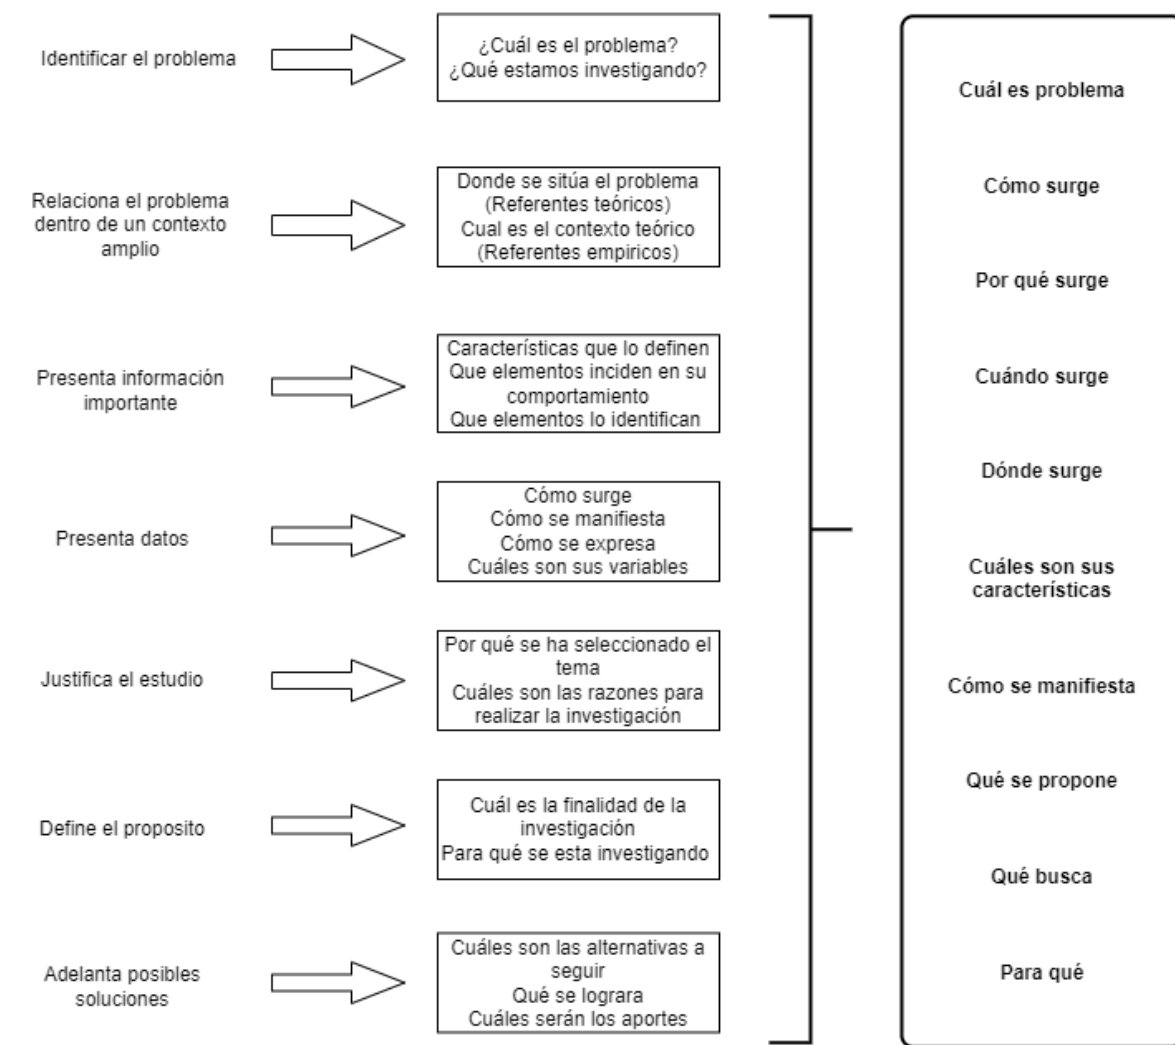 Identificar el problema
¿Cuál es el problema?
¿Qué estamos investigando?
Relaciona el problema
dentro de un contexto
amplio
Donde se sitúa el problema
(Referentes teóricos)
Cual es el contexto teórico
(Referentes empiricos)
Presenta información
importante
Características que lo definen
Que elementos inciden en su
comportamiento
Que elementos lo identifican
Presenta datos
Cómo surge
Cómo se manifiesta
Cómo se expresa
Cuáles son sus variables
Justifica el estudio
Por qué se ha seleccionado el
tema
Cuáles son las razones para
realizar la investigación
Define el proposito
Cuál es la finalidad de la
investigación
Para qué se esta investigando
Adelanta posibles
soluciones
Cuáles son las alternativas a
seguir
Qué se lograra
Cuáles serán los aportes
Cuál es problema
Cómo surge
Por qué surge
Cuándo surge
Dónde surge
Cuáles son sus
características
Cómo se manifiesta
Qué se propone
Qué busca
Para qué